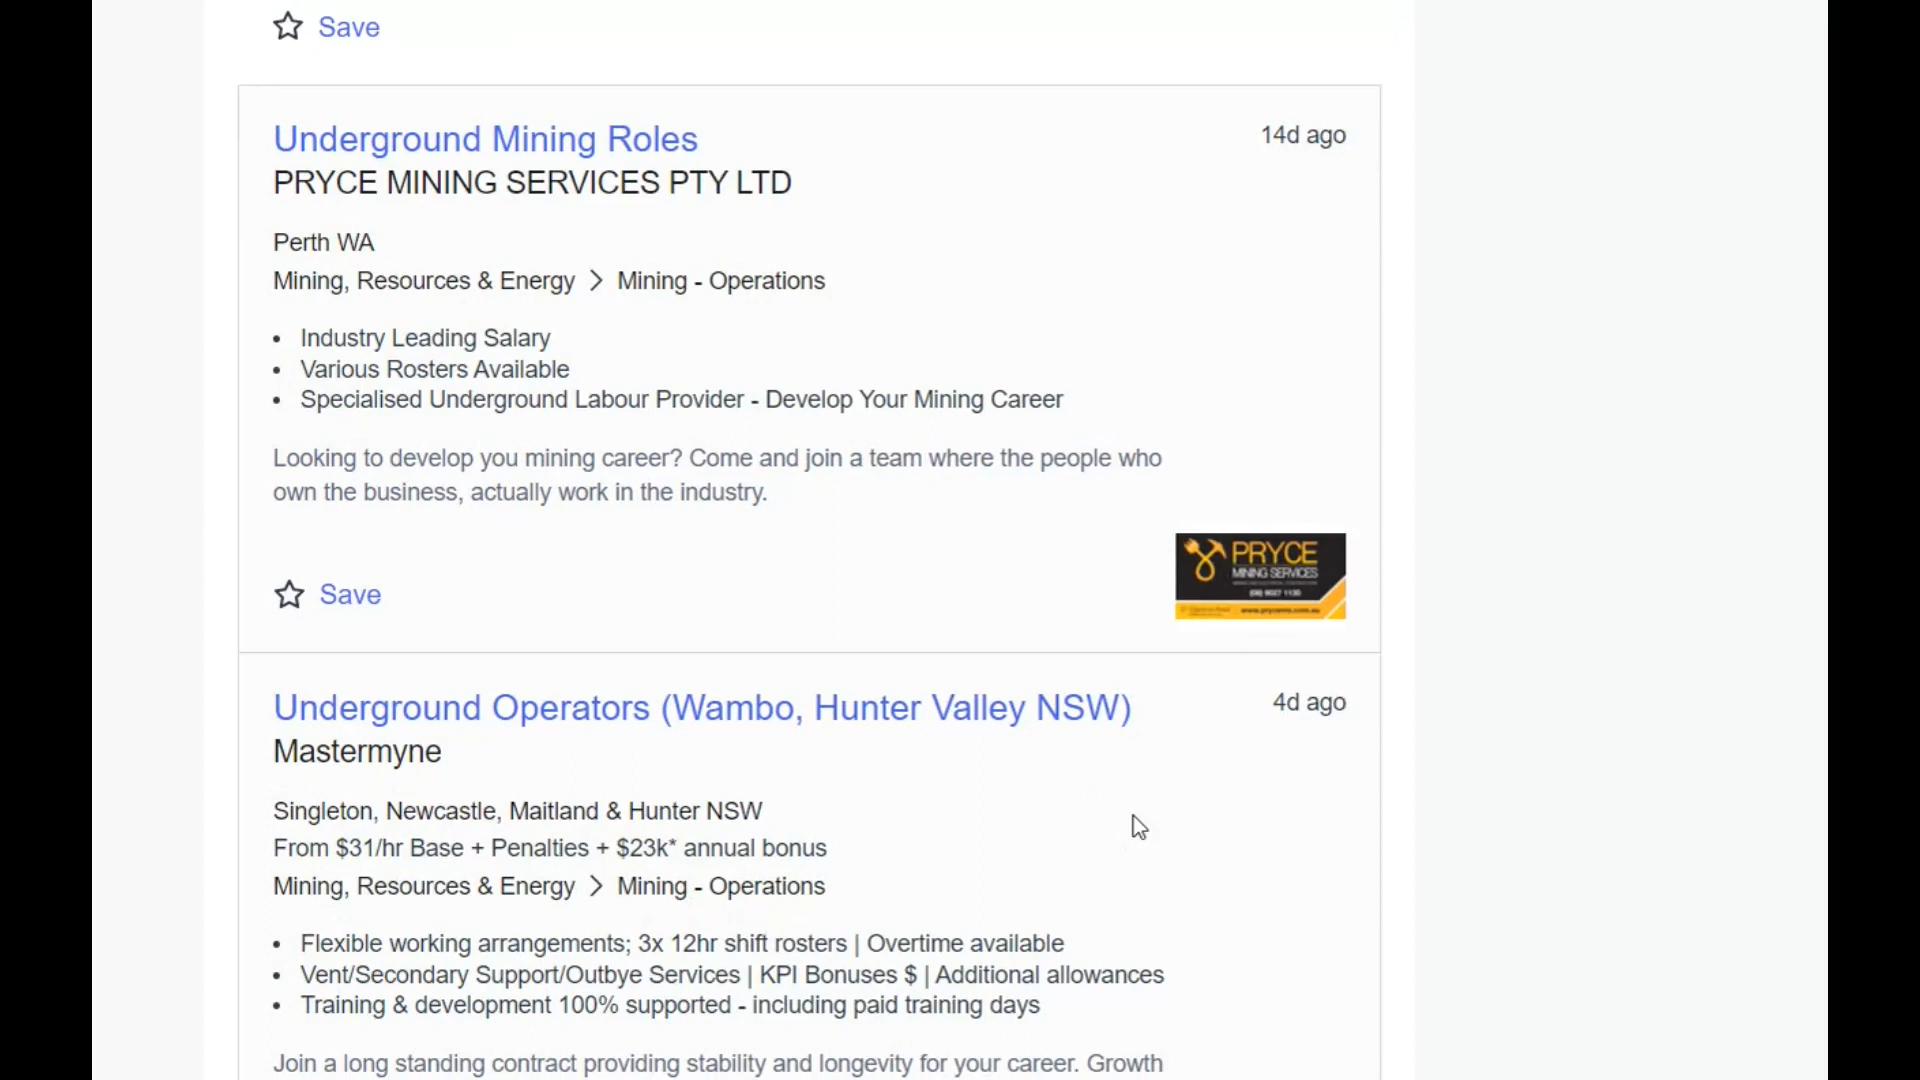 Save
Underground Mining Roles
14d ago
PRYCE MINING SERVICES PTY LTD
Perth WA
Mining, Resources & Energy > Mining - Operations
• Industry Leading Salary
• Various Rosters Available
• Specialised Underground Labour Provider - Develop Your Mining Career
Looking to develop you mining career? Come and join a team where the people who
own the business, actually work in the industry.
PRYCE
MINING SERVICES
Save
Underground Operators (Wambo, Hunter Valley NSW)
4d ago
Mastermyne
Singleton, Newcastle, Maitland & Hunter NSW
From $31/hr Base + Penalties + $23k* annual bonus
Mining, Resources & Energy > Mining - Operations
• Flexible working arrangements; 3x 12hr shift rosters | Overtime available
• Vent/Secondary Support/Outbye Services | KPI Bonuses $ | Additional allowances
• Training & development 100% supported - including paid training days
Join a long standing contract providing stability and longevity for your career. Growth